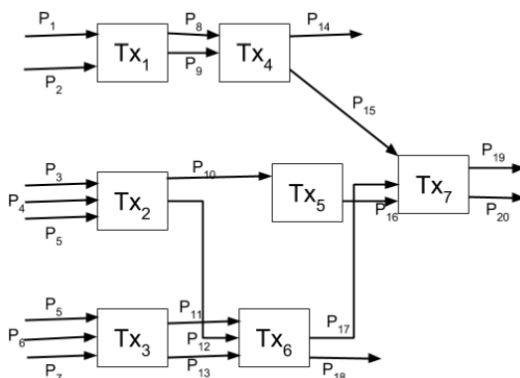 P₁ P₈ P₁₄
Tx₁ Tx₄
P₂ P₉
P₁₅
P₃ P₁₀ P₁₉
P₄ Tx₂ Tx₅ Tx₇
P₅ P₁₆ P₂₀
P₅ P₁₁
P₆ Tx₃ P₁₂ Tx₆ P₁₇
P₇ P₁₃ P₁₈